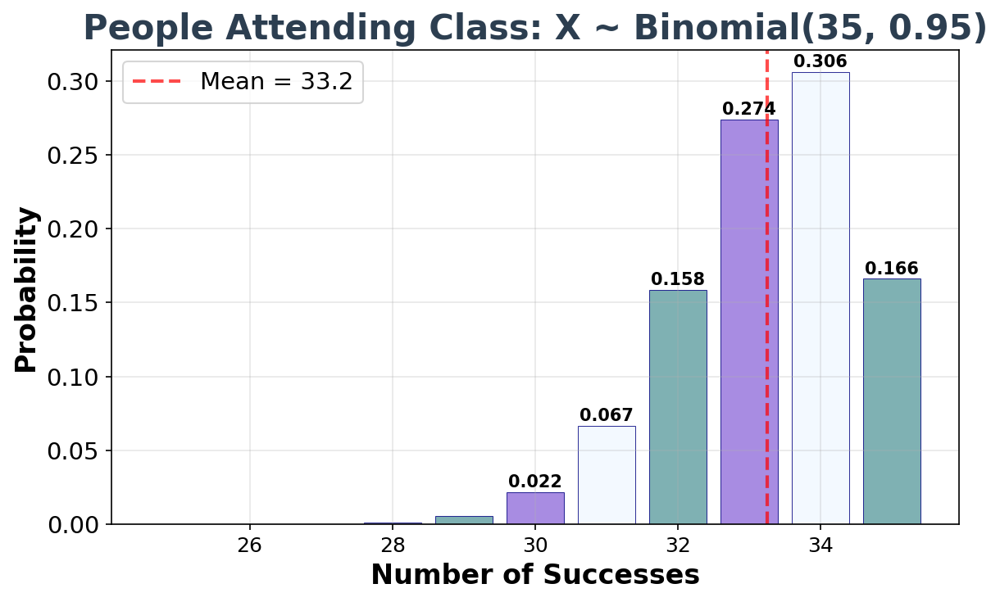 People Attending Class: X ~ Binomial(35, 0.95)
Mean = 33.2
0.306
0.274
0.158
0.166
0.067
0.022
Probability
0.30
0.25
0.20
0.15
0.10
0.05
0.00
26 28 30 32 34
Number of Successes